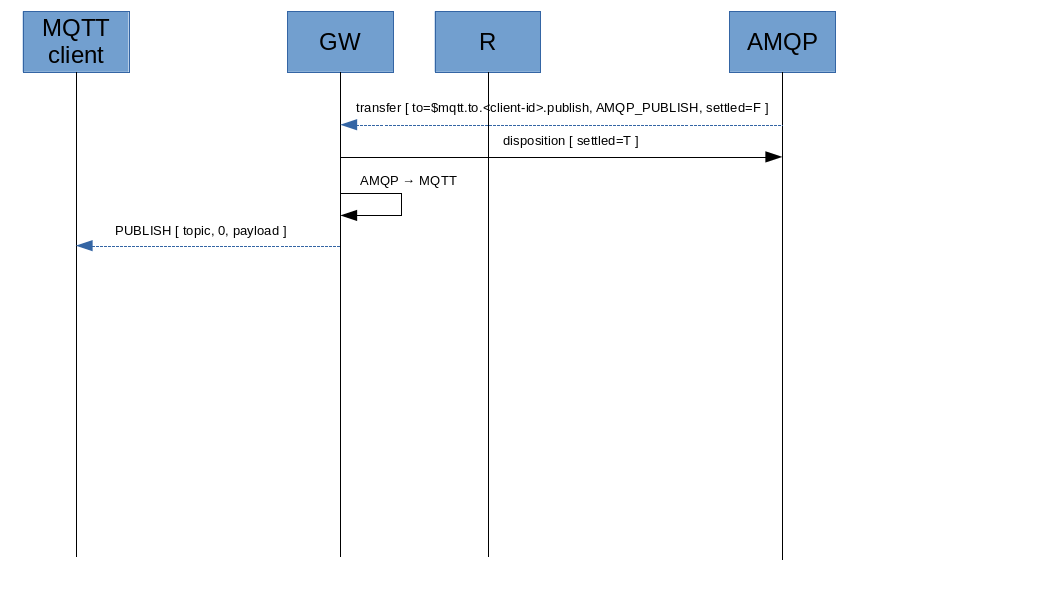 MQTT
client
GW
R
AMQP
transfer [ to=$mqtt.to.<client-id>.publish, AMQP_PUBLISH, settled=F ]
disposition [ settled=T ]
AMQP → MQTT
PUBLISH [ topic, 0, payload ]